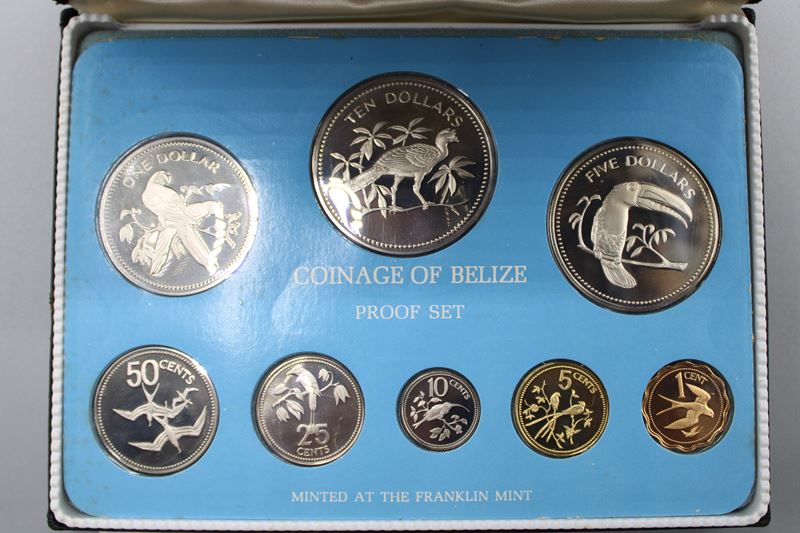 TEN DOLLARS
ONE DOLLAR
FIVE DOLLARS
COINAGE OF BELIZE
PROOF SET
50 CENTS
25
CENTS
10 CENTS
5
CENTS
1
CENT
MINTED AT THE FRANKLIN MINT